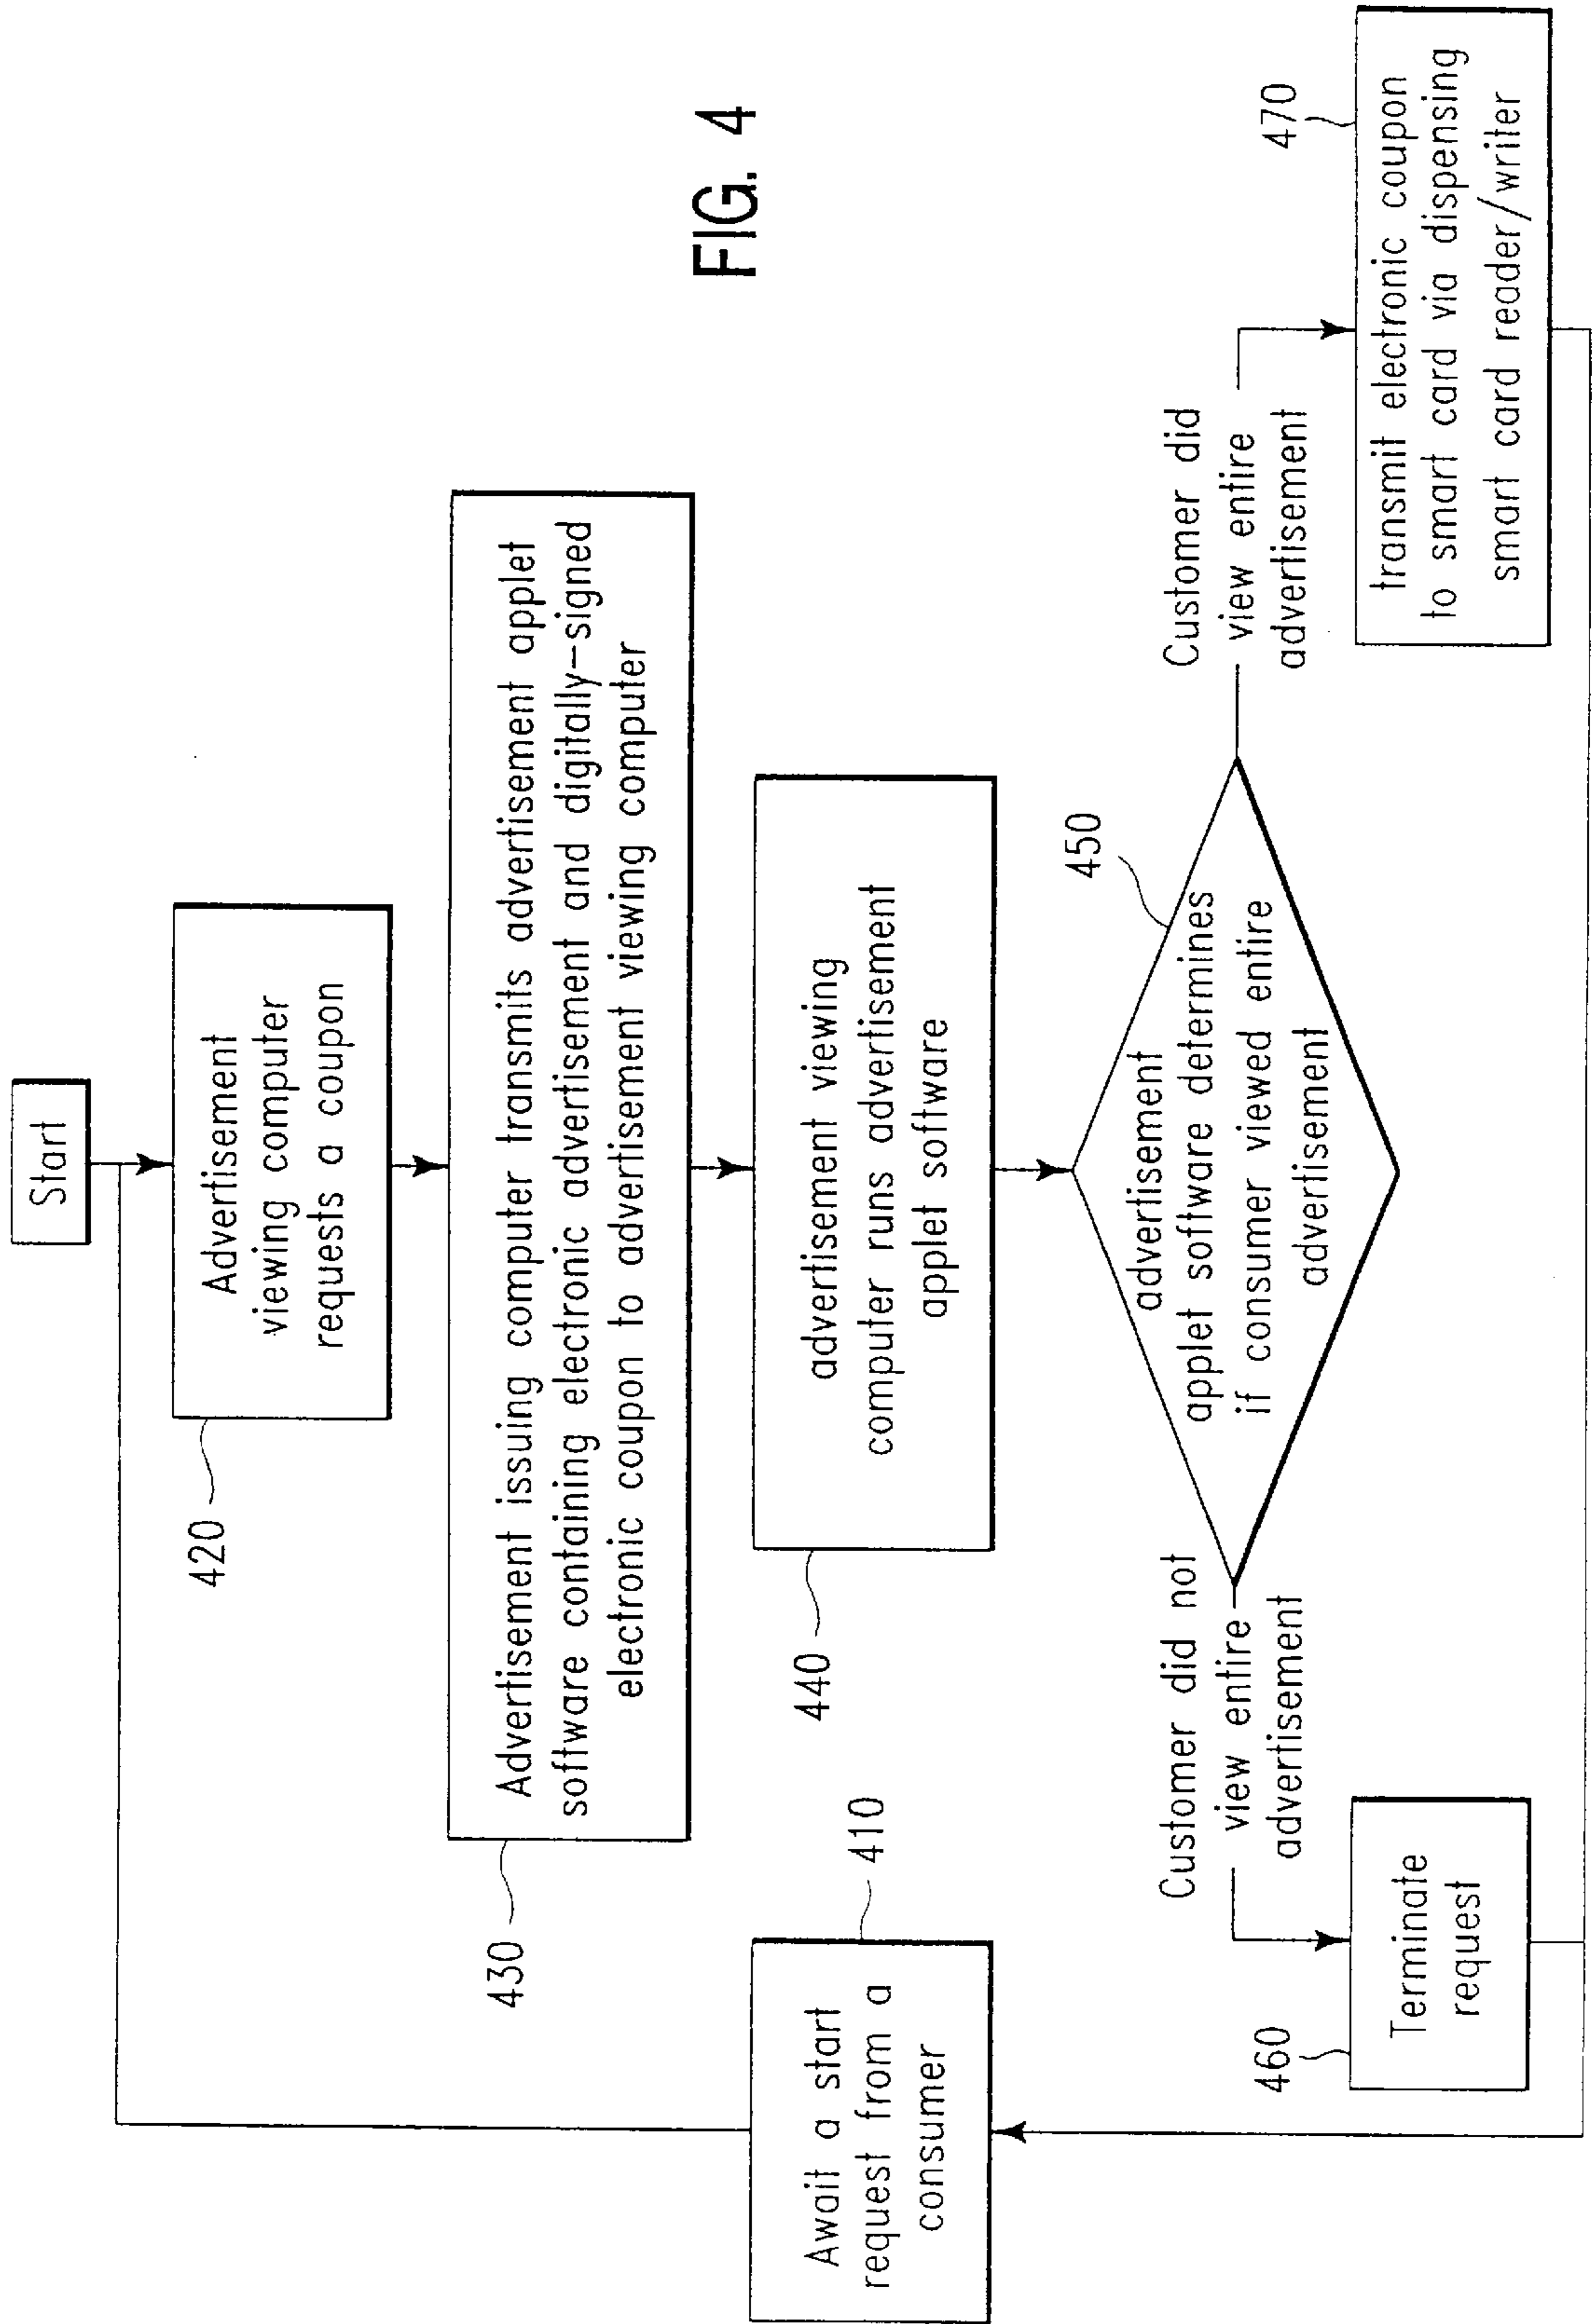 Start
Advertisement
viewing computer
requests a coupon
420
Advertisement issuing computer transmits advertisement applet
software containing electronic advertisement and digitally-signed
electronic coupon to advertisement viewing computer
430
advertisement viewing
computer runs advertisement
applet software
440
Await a start
request from a
consumer
410
FIG. 4
advertisement
applet software determines
if consumer viewed entire
advertisement
450
Customer did not
view entire
advertisement
Customer did
view entire
advertisement
Terminate
request
460
transmit electronic coupon
to smart card via dispensing
smart card reader/writer
470